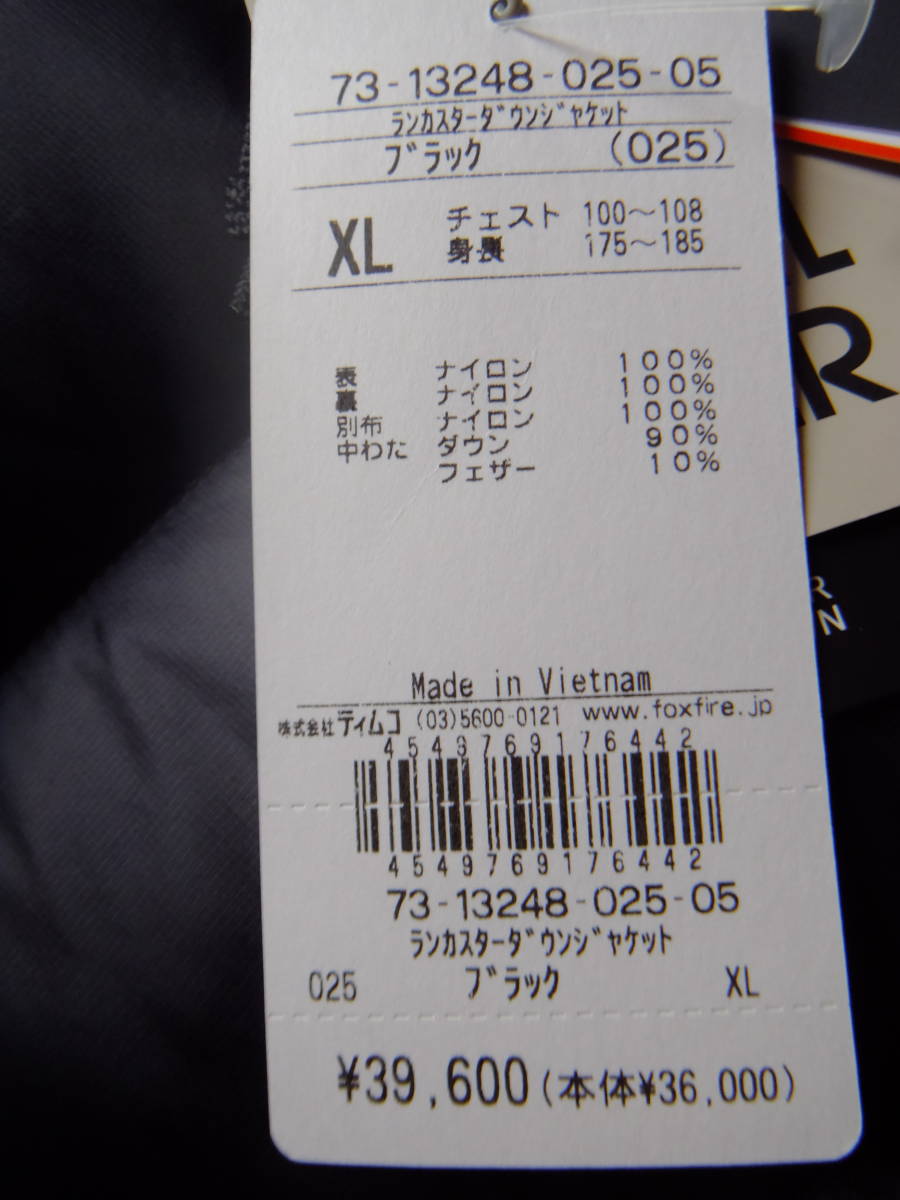 73-13248-025-05
ﾗﾝｶｽﾀｰﾀﾞｳﾝｼﾞｬｹｯﾄ
ﾌﾞﾗｯｸ (025)
XL チェスト 100〜108
身長 175〜185
表 ナイロン 100%
裏 ナイロン 100%
別布 ナイロン 100%
中わた ダウン 90%
フェザー 10%
Made in Vietnam
株式会社 ティムコ (03)5600-0121 www.foxfire.jp
4549769176442
4549769176442
73-13248-025-05
ﾗﾝｶｽﾀｰﾀﾞｳﾝｼﾞｬｹｯﾄ
025 ﾌﾞﾗｯｸ XL
¥39,600(本体¥36,000)